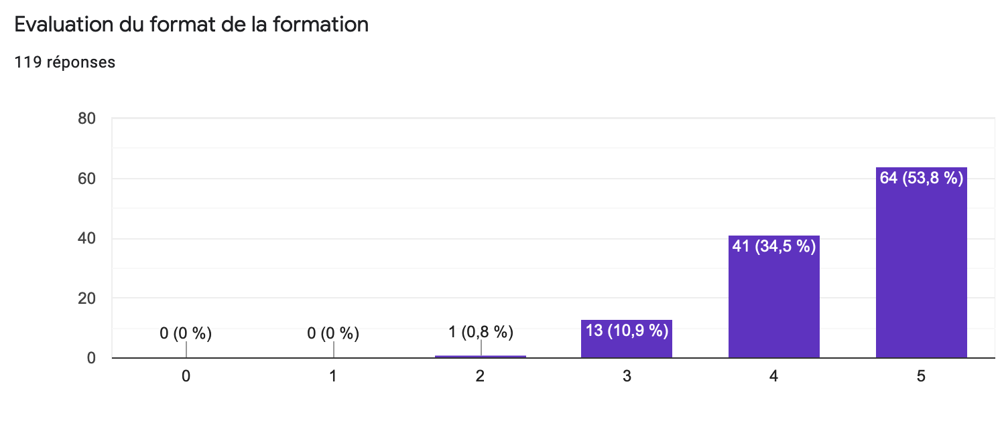 Evaluation du format de la formation
119 réponses
80
60
40
20
0
0 (0 %)
0 (0 %)
1 (0,8 %)
13 (10,9 %)
41 (34,5 %)
64 (53,8 %)
0
1
2
3
4
5